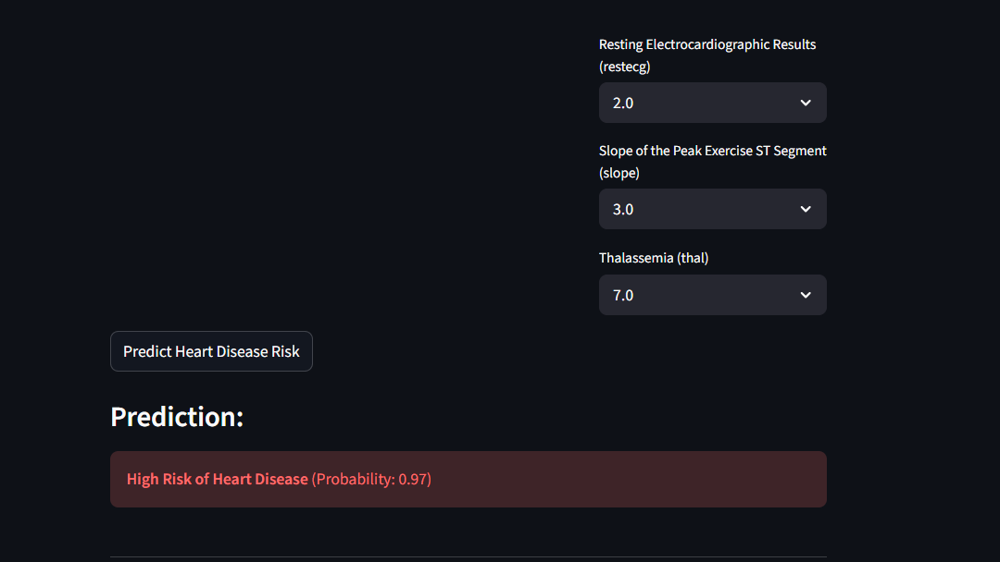 Resting Electrocardiographic Results
(restecg)
2.0
Slope of the Peak Exercise ST Segment
(slope)
3.0
Thalassemia (thal)
7.0
Predict Heart Disease Risk
Prediction:
High Risk of Heart Disease (Probability: 0.97)